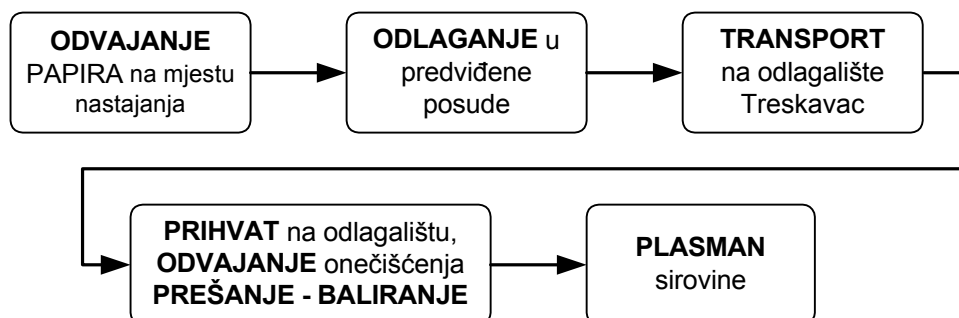 ODVAJANJE
PAPIRA na mjestu
nastajanja
ODLAGANJE u
predviđene
posude
TRANSPORT
na odlagalište
Treskavac
PRIHVAT na odlagalištu,
ODVAJANJE onečišćenja
PREŠANJE - BALIRANJE
PLASMAN
sirovine